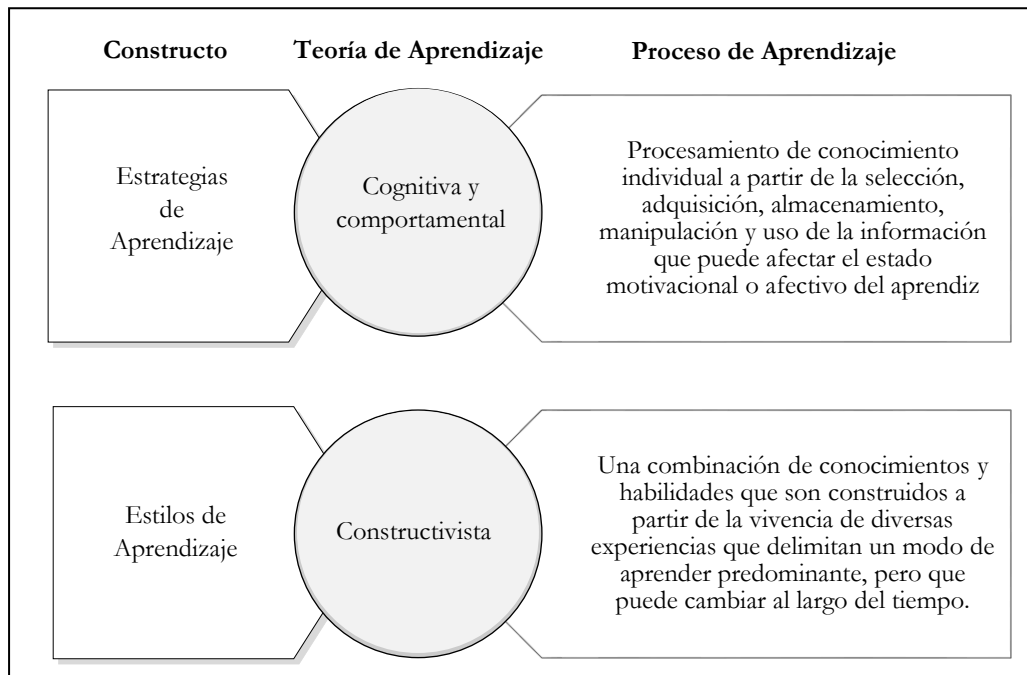 Constructo Teoría de Aprendizaje Proceso de Aprendizaje
Estrategias
de
Aprendizaje
Cognitiva y
comportamental
Procesamiento de conocimiento
individual a partir de la selección,
adquisición, almacenamiento,
manipulación y uso de la información
que puede afectar el estado
motivacional o afectivo del aprendiz
Estilos de
Aprendizaje
Constructivista
Una combinación de conocimientos y
habilidades que son construidos a
partir de la vivencia de diversas
experiencias que delimitan un modo de
aprender predominante, pero que
puede cambiar al largo del tiempo.